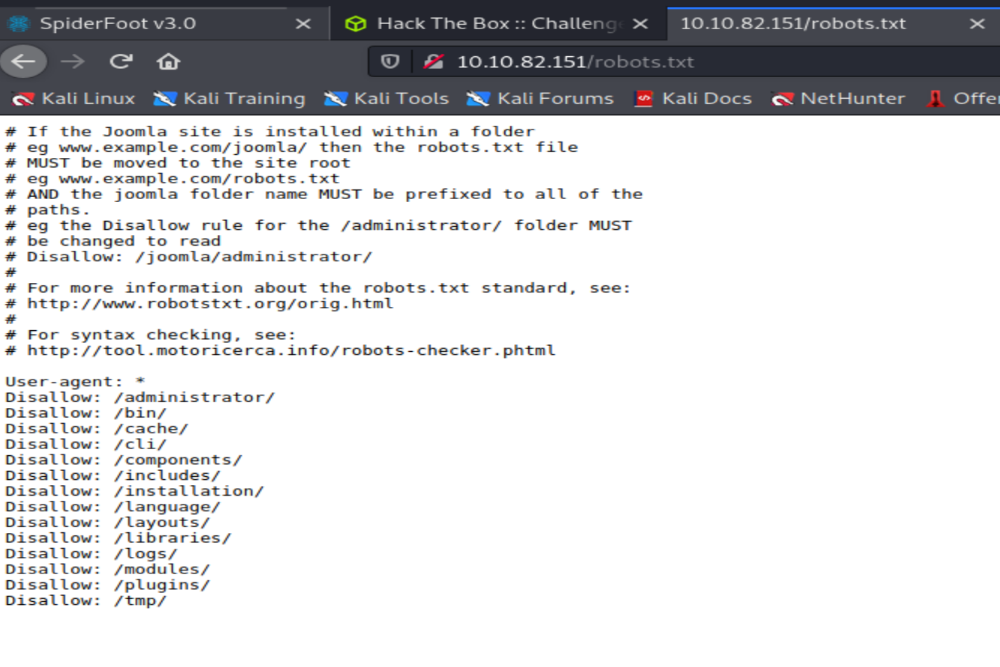 SpiderFoot v3.0
Hack The Box :: Challeng
10.10.82.151/robots.txt
10.10.82.151/robots.txt
Kali Linux Kali Training Kali Tools Kali Forums Kali Docs NetHunter Offe
# If the Joomla site is installed within a folder
# eg www.example.com/joomla/ then the robots.txt file
# MUST be moved to the site root
# eg www.example.com/robots.txt
# AND the joomla folder name MUST be prefixed to all of the
# paths.
# eg the Disallow rule for the /administrator/ folder MUST
# be changed to read
# Disallow: /joomla/administrator/
#
# For more information about the robots.txt standard, see:
# http://www.robotstxt.org/orig.html
#
# For syntax checking, see:
# http://tool.motoricerca.info/robots-checker.phtml
User-agent: *
Disallow: /administrator/
Disallow: /bin/
Disallow: /cache/
Disallow: /cli/
Disallow: /components/
Disallow: /includes/
Disallow: /installation/
Disallow: /language/
Disallow: /layouts/
Disallow: /libraries/
Disallow: /logs/
Disallow: /modules/
Disallow: /plugins/
Disallow: /tmp/